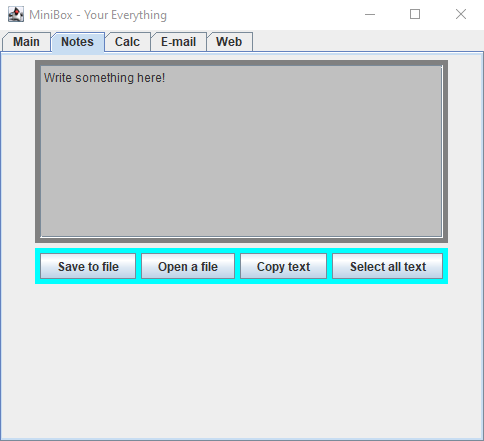 MiniBox - Your Everything
Main Notes Calc E-mail Web
Write something here!
Save to file Open a file Copy text Select all text